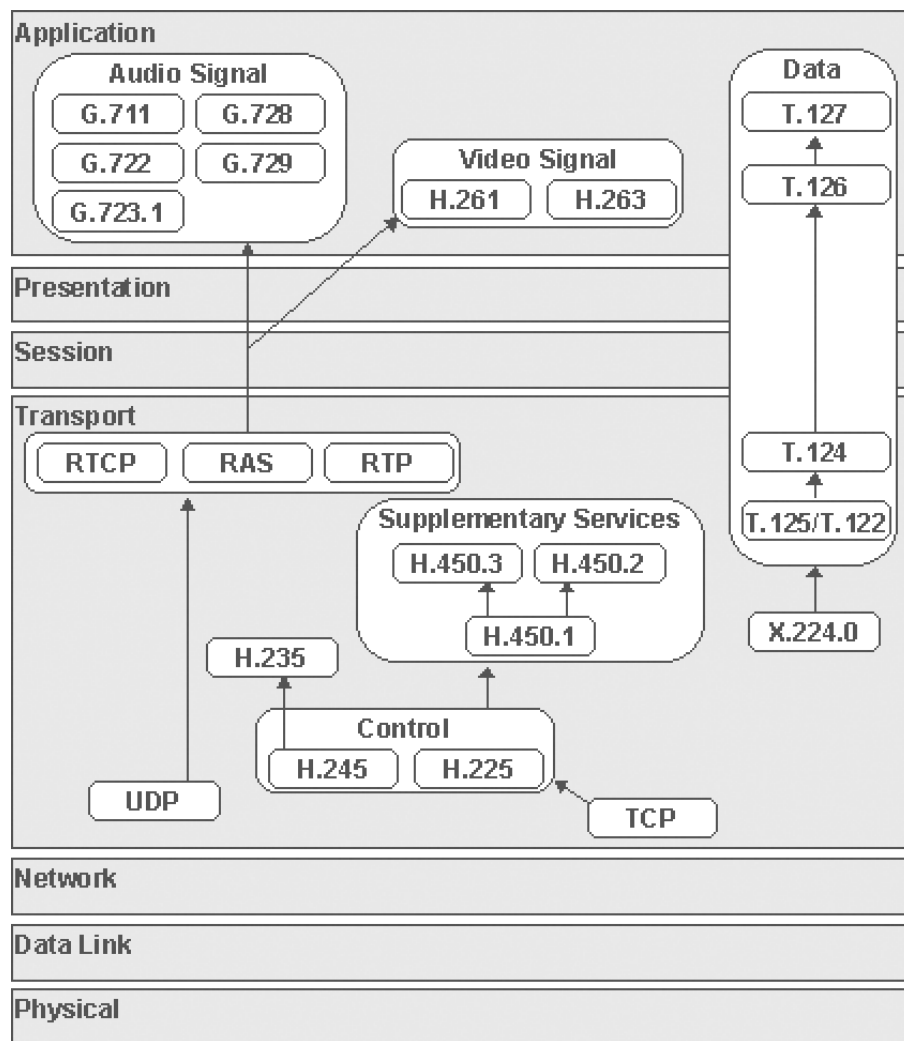 Application
Audio Signal
G.711 G.728
G.722 G.729
G.723.1
Video Signal
H.261 H.263
Data
T.127
T.126
Presentation
Session
Transport
RTCP RAS RTP
T.124
T.125/T.122
Supplementary Services
H.450.3 H.450.2
H.450.1
X.224.0
H.235
Control
H.245 H.225
UDP
TCP
Network
Data Link
Physical